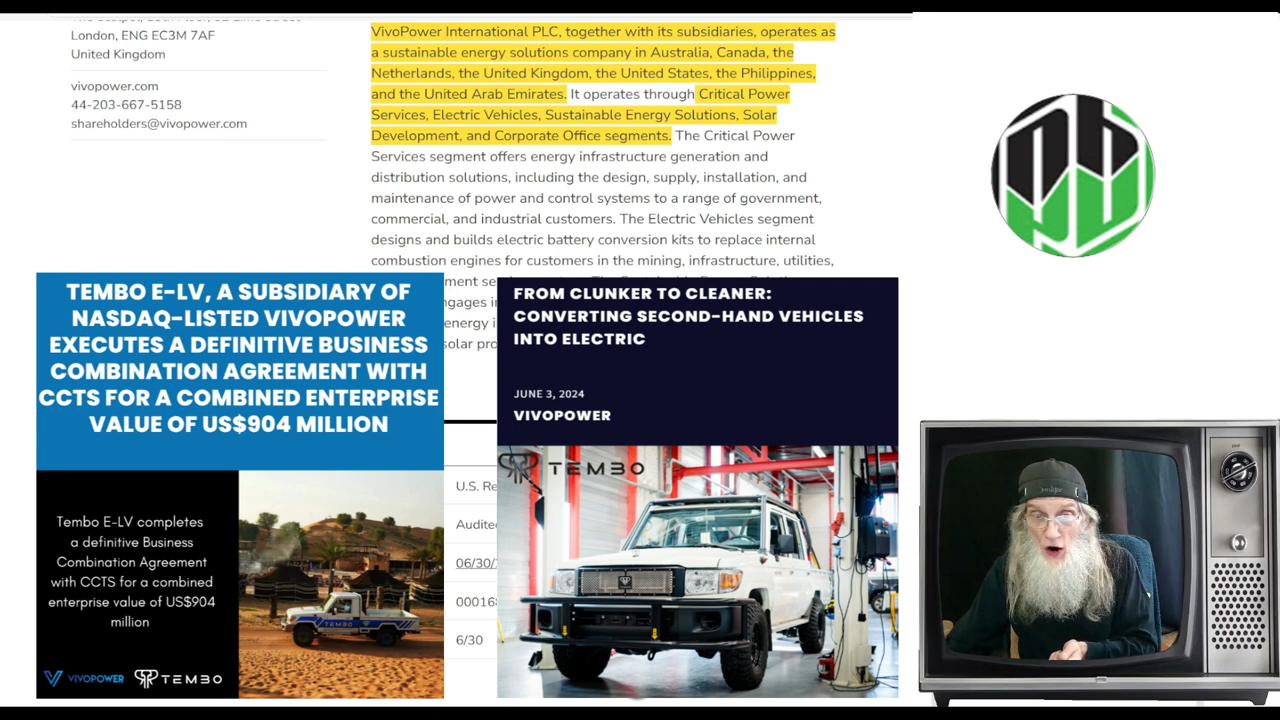 London, ENG EC3M 7AF
United Kingdom
vivopower.com
44-203-667-5158
shareholders@vivopower.com
VivoPower International PLC, together with its subsidiaries, operates as
a sustainable energy solutions company in Australia, Canada, the
Netherlands, the United Kingdom, the United States, the Philippines,
and the United Arab Emirates. It operates through Critical Power
Services, Electric Vehicles, Sustainable Energy Solutions, Solar
Development, and Corporate Office segments. The Critical Power
Services segment offers energy infrastructure generation and
distribution solutions, including the design, supply, installation, and
maintenance of power and control systems to a range of government,
commercial, and industrial customers. The Electric Vehicles segment
designs and builds electric battery conversion kits to replace internal
combustion engines for customers in the mining, infrastructure, utilities,
TEMBO E-LV, A SUBSIDIARY OF
NASDAQ-LISTED VIVOPOWER
EXECUTES A DEFINITIVE BUSINESS
COMBINATION AGREEMENT WITH
CCTS FOR A COMBINED ENTERPRISE
VALUE OF US$904 MILLION
Tembo E-LV completes
a definitive Business
Combination Agreement
with CCTS for a combined
enterprise value of US$904
million
VIVOPOWER TEMBO
TEMBO
FROM CLUNKER TO CLEANER:
CONVERTING SECOND-HAND VEHICLES
INTO ELECTRIC
JUNE 3, 2024
VIVOPOWER
TEMBO
U.S. Re
Audite
06/30/
00016
6/30